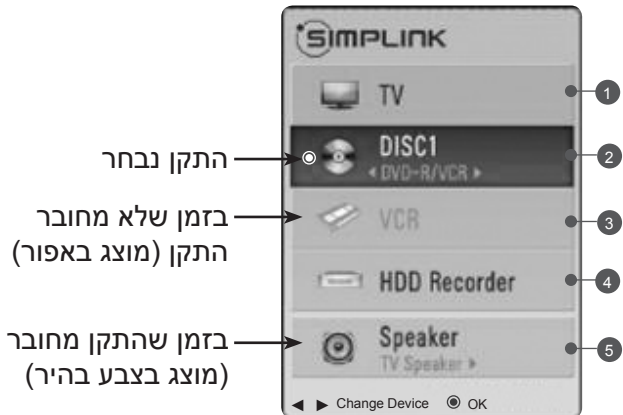 SIMPLINK
TV
1
התקן נבחר
DISC1
◄ DVD-R/VCR ►
2
בזמן שלא מחובר
התקן (מוצג באפור)
VCR
3
HDD Recorder
4
בזמן שהתקן מחובר
(מוצג בצבע בהיר)
Speaker
TV Speaker ►
5
◄ ► Change Device ◉ OK